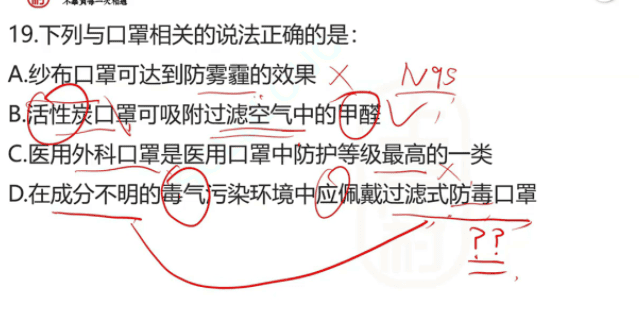 19.下列与口罩相关的说法正确的是：
A.纱布口罩可达到防雾霾的效果 × N95
B.活性炭口罩可吸附过滤空气中的甲醛 ✓
C.医用外科口罩是医用口罩中防护等级最高的一类 ×
D.在成分不明的毒气污染环境中应佩戴过滤式防毒口罩
??